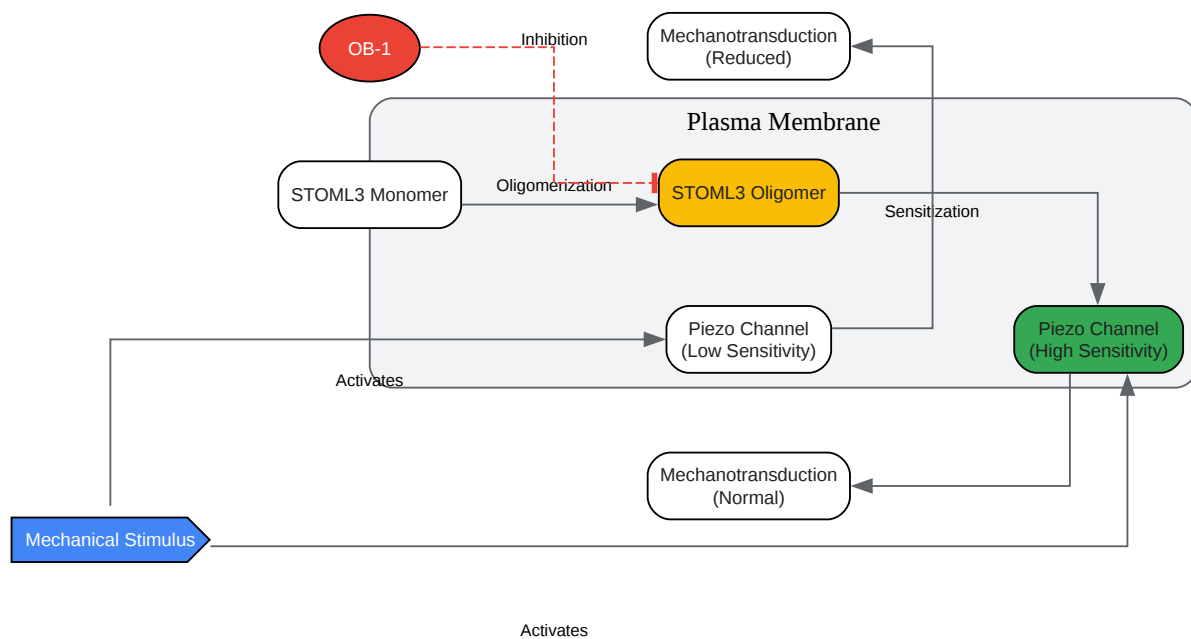 OB-1
Inhibition
Mechanotransduction
(Reduced)
Plasma Membrane
STOML3 Monomer
Oligomerization
STOML3 Oligomer
Sensitization
Piezo Channel
(Low Sensitivity)
Piezo Channel
(High Sensitivity)
Activates
Mechanotransduction
(Normal)
Mechanical Stimulus
Activates